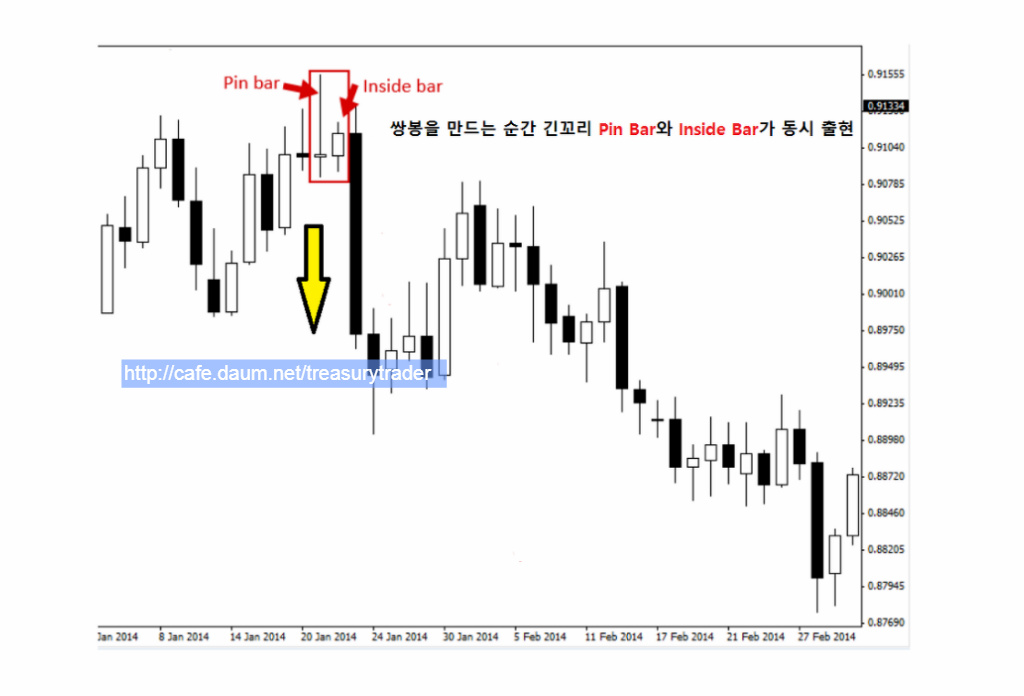 Pin bar
Inside bar
쌍봉을 만드는 순간 긴꼬리 Pin Bar와 Inside Bar가 동시 출현
http://cafe.daum.net/treasurytrader
0.91555
0.91334
0.91040
0.90785
0.90525
0.90265
0.90010
0.89750
0.89495
0.89235
0.88980
0.88720
0.88460
0.88205
0.87945
0.87690
Jan 2014
8 Jan 2014
14 Jan 2014
20 Jan 2014
24 Jan 2014
30 Jan 2014
5 Feb 2014
11 Feb 2014
17 Feb 2014
21 Feb 2014
27 Feb 2014